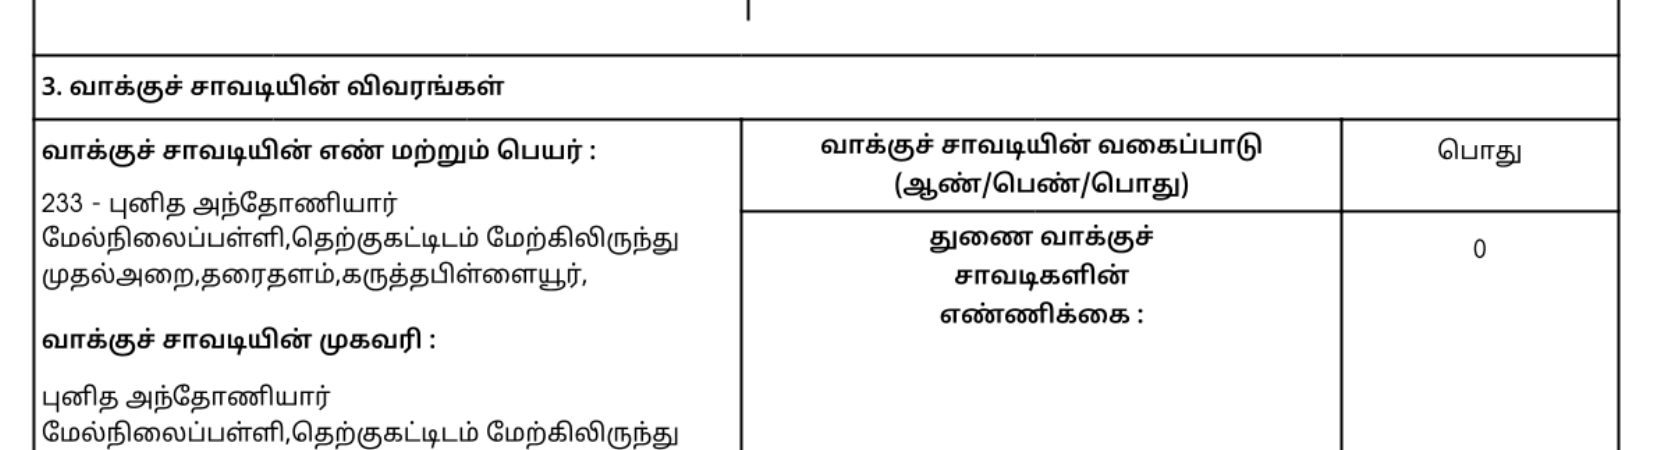 3. வாக்குச் சாவடியின் விவரங்கள்
வாக்குச் சாவடியின் எண் மற்றும் பெயர் :
233 - புனித அந்தோணியார்
மேல்நிலைப்பள்ளி,தெற்குகட்டிடம் மேற்கிலிருந்து
முதல்அறை,தரைதளம்,கருத்தபிள்ளையூர்,
வாக்குச் சாவடியின் முகவரி :
புனித அந்தோணியார்
மேல்நிலைப்பள்ளி,தெற்குகட்டிடம் மேற்கிலிருந்து
வாக்குச் சாவடியின் வகைப்பாடு
(ஆண்/பெண்/பொது)
பொது
துணை வாக்குச்
சாவடிகளின்
எண்ணிக்கை :
0